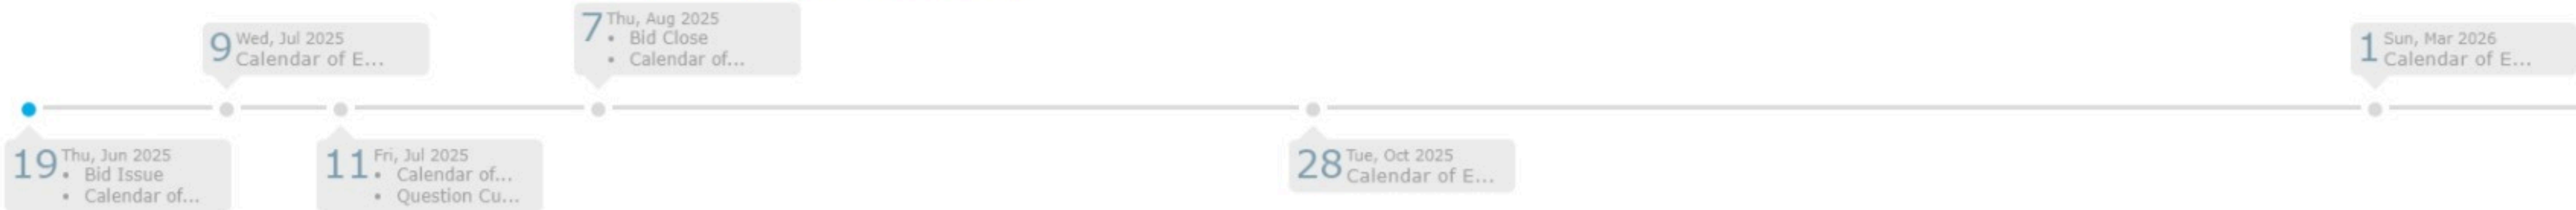 19 Thu, Jun 2025
• Bid Issue
• Calendar of...
9 Wed, Jul 2025
Calendar of E...
11 Fri, Jul 2025
• Calendar of...
• Question Cu...
7 Thu, Aug 2025
• Bid Close
• Calendar of...
28 Tue, Oct 2025
Calendar of E...
1 Sun, Mar 2026
Calendar of E...